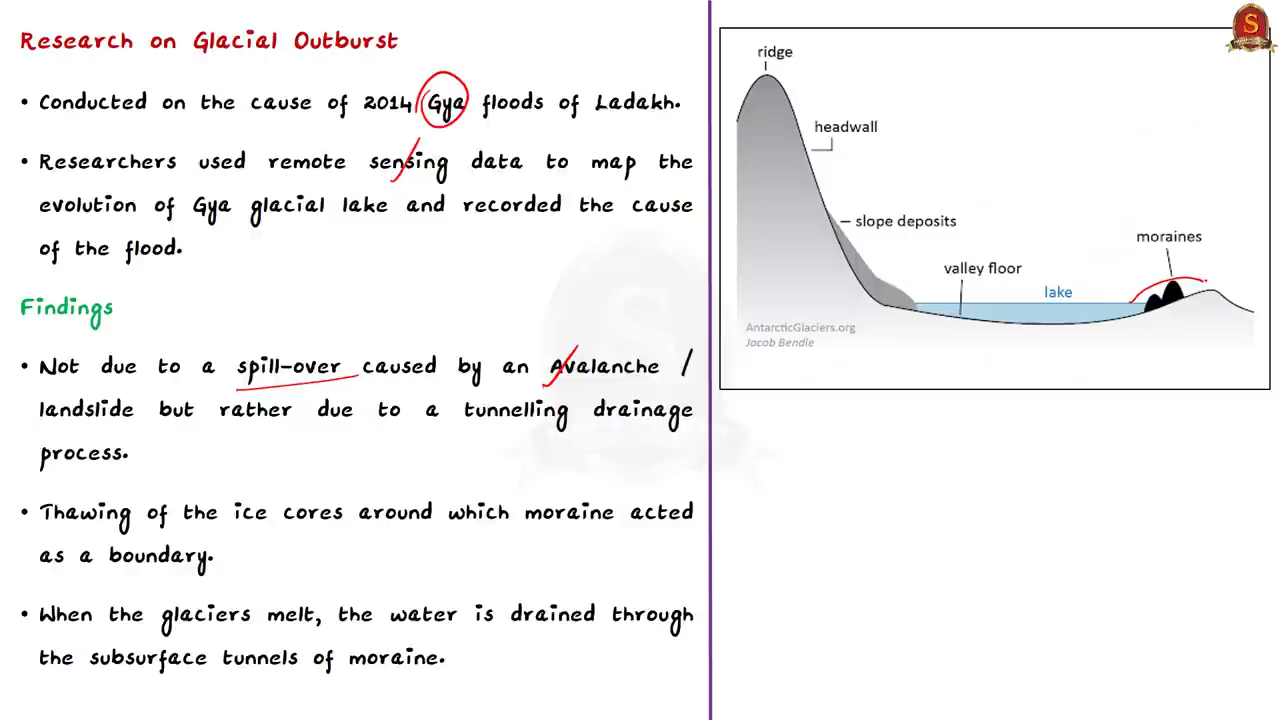 Research on Glacial Outburst
• Conducted on the cause of 2014 Gya floods of Ladakh.
• Researchers used remote sensing data to map the
evolution of Gya glacial lake and recorded the cause
of the flood.
Findings
• Not due to a spill-over caused by an Avalanche /
landslide but rather due to a tunnelling drainage
process.
• Thawing of the ice cores around which moraine acted
as a boundary.
• When the glaciers melt, the water is drained through
the subsurface tunnels of moraine.
ridge
headwall
slope deposits
moraines
valley floor
lake
AntarcticGlaciers.org
Jacob Bendle
S